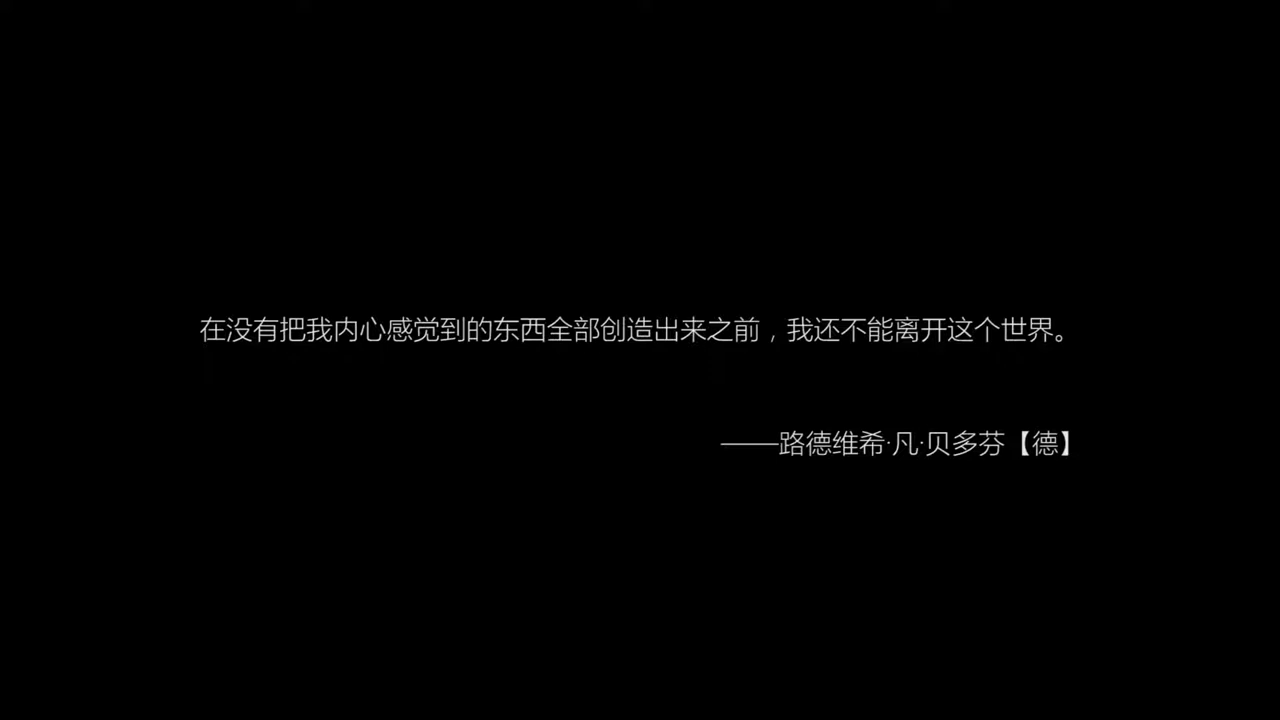 在没有把我内心感觉到的东西全部创造出来之前，我还不能离开这个世界。
——路德维希·凡·贝多芬【德】